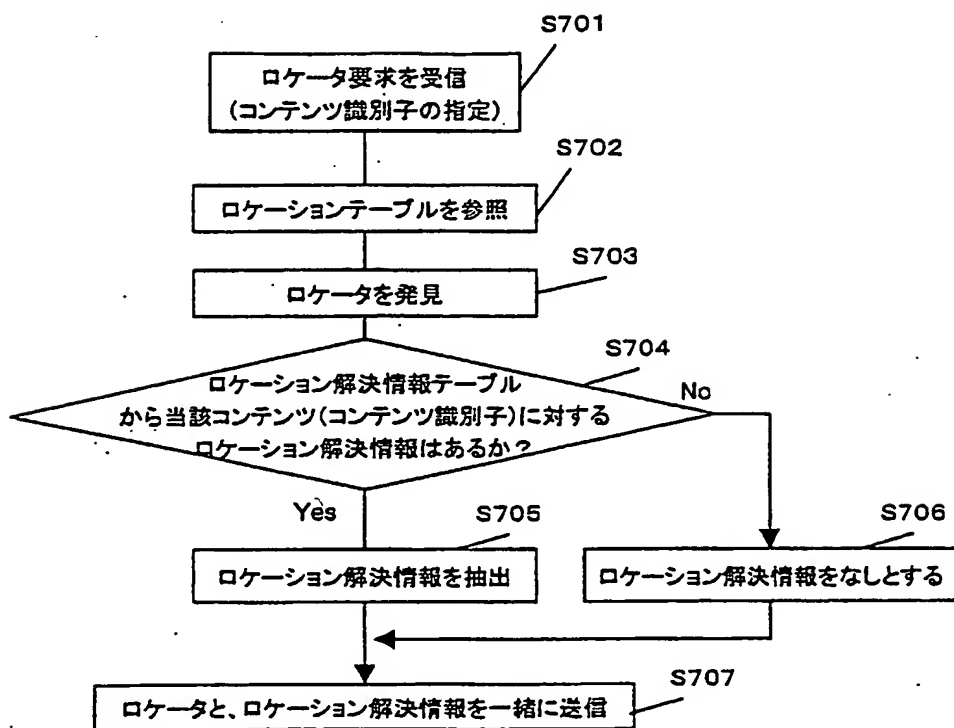 S701
ロケータ要求を受信
(コンテンツ識別子の指定)
S702
ロケーションテーブルを参照
S703
ロケータを発見
S704
ロケーション解決情報テーブル
から当該コンテンツ(コンテンツ識別子)に対する
ロケーション解決情報はあるか?
No
Yes
S705
ロケーション解決情報を抽出
S706
ロケーション解決情報をなしとする
S707
ロケータと、ロケーション解決情報を一緒に送信